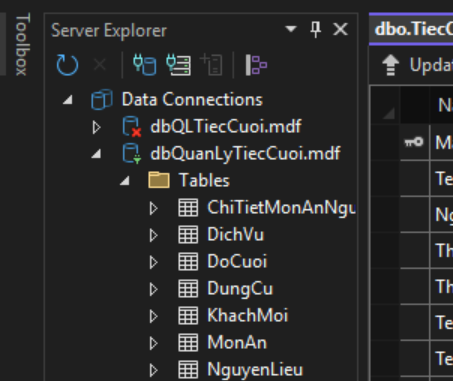 Toolbox
Server Explorer
Data Connections
dbQLTiecCuoi.mdf
dbQuanLyTiecCuoi.mdf
Tables
ChiTietMonAnNgu
DichVu
DoCuoi
DungCu
KhachMoi
MonAn
NguyenLieu
dbo.TiecC
Upda
Na
Ma
Te
Ng
Th
Th
Te
Te